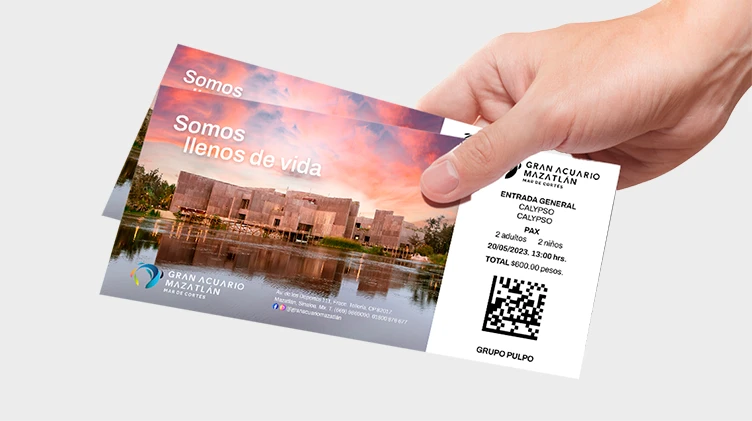 Somos
Somos
llenos de vida
GRAN ACUARIO
MAZATLÁN
MAR DE CORTÉS
Av. de los Deportes 111, Fracc. Tellería, CP 82017
Mazatlán, Sinaloa, Mx. T.
@granacuariomazatlán
GRAN ACUARIO
MAZATLÁN
MAR DE CORTÉS
ENTRADA GENERAL
CALYPSO
CALYPSO
PAX
2 adultos 2 niños
20/05/2023. 13:00 hrs.
TOTAL $600.00 pesos.
GRUPO PULPO